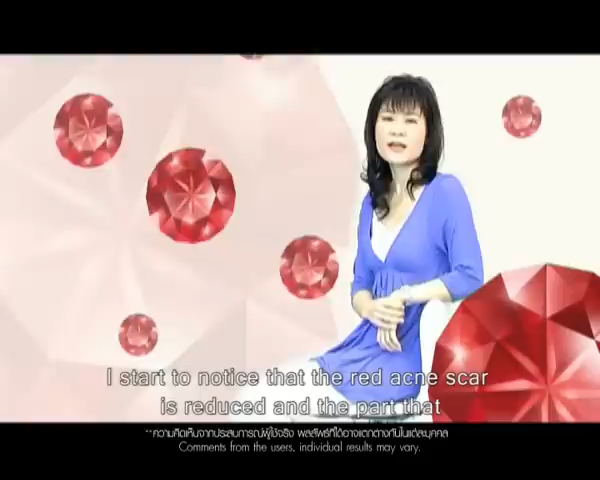 I start to notice that the red acne scar
is reduced and the part that
**ความคิดเห็นจากประสบการณ์ผู้ใช้จริง ผลลัพธ์ที่ได้อาจแตกต่างกันในแต่ละบุคคล
Comments from the users, individual results may vary.